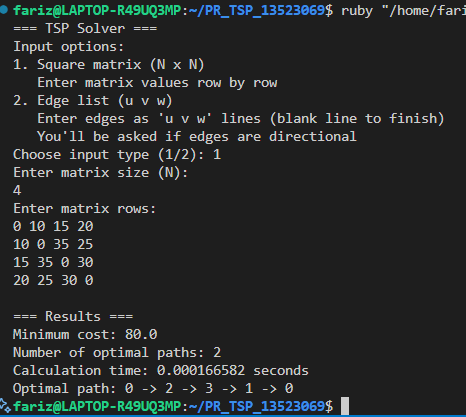 fariz@LAPTOP-R49UQ3MP:~/PR_TSP_13523069$ ruby "/home/fari
=== TSP Solver ===
Input options:
1. Square matrix (N x N)
   Enter matrix values row by row
2. Edge list (u v w)
   Enter edges as 'u v w' lines (blank line to finish)
   You'll be asked if edges are directional
Choose input type (1/2): 1
Enter matrix size (N):
4
Enter matrix rows:
0 10 15 20
10 0 35 25
15 35 0 30
20 25 30 0

=== Results ===
Minimum cost: 80.0
Number of optimal paths: 2
Calculation time: 0.000166582 seconds
Optimal path: 0 -> 2 -> 3 -> 1 -> 0
fariz@LAPTOP-R49UQ3MP:~/PR_TSP_13523069$